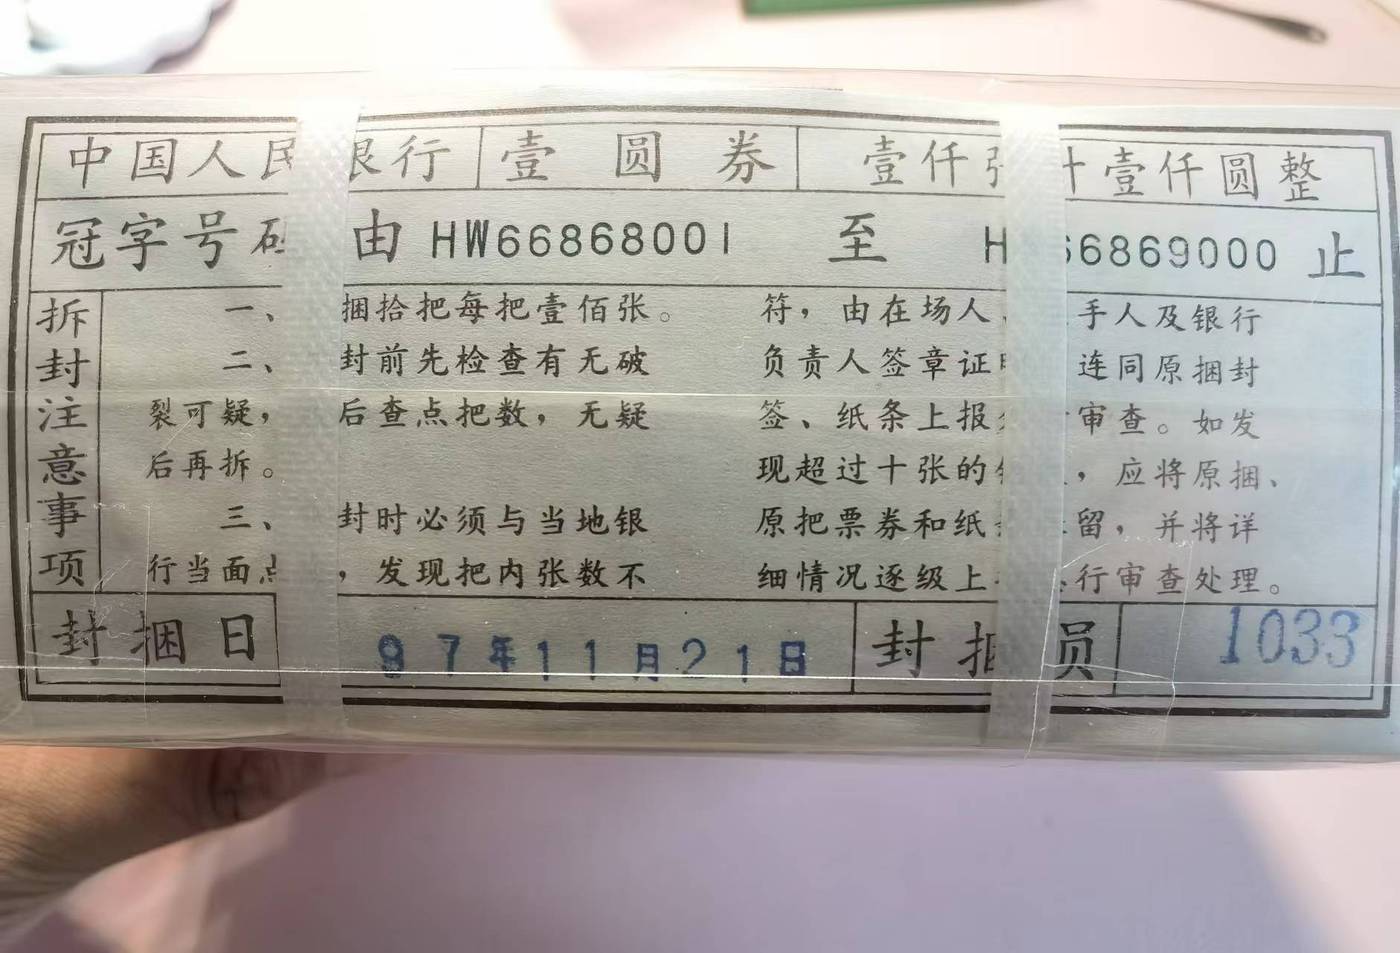 中国人民银行 壹圆券 壹仟张计壹仟圆整
冠字号码 由 HW66868001 至 H 66869000 止
拆封注意事项
一、 捆拾把每把壹佰张。
二、 封前先检查有无破
裂可疑, 后查点把数,无疑
后再拆。
三、 封时必须与当地银
行当面点 ,发现把内张数不
符,由在场人、 手人及银行
负责人签章证明 连同原捆封
签、纸条上报 审查。如发
现超过十张的 ,应将原捆、
原把票券和纸条 留,并将详
细情况逐级上 行审查处理。
封捆日 97年11月21日 封捆员 1033